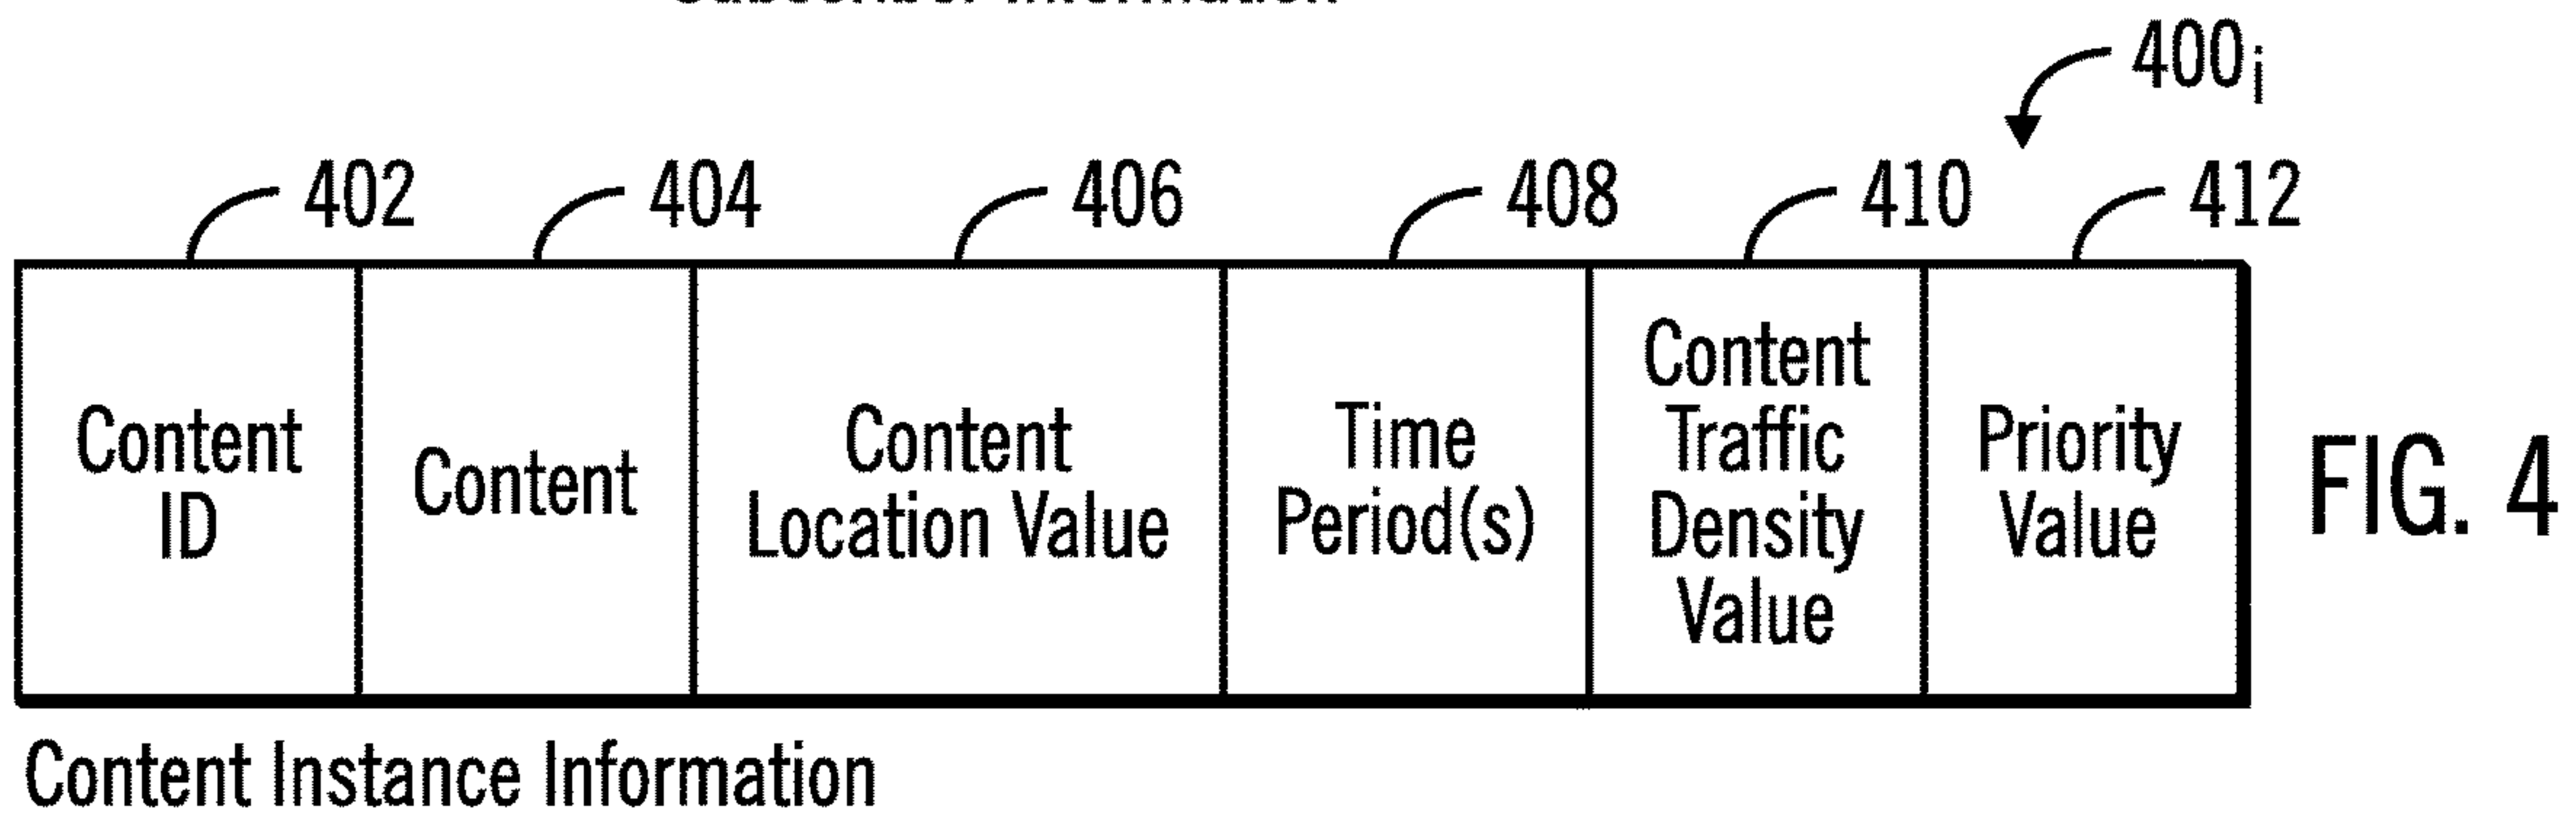 400i
402
404
406
408
410
412
Content
ID
Content
Content
Location Value
Time
Period(s)
Content
Traffic
Density
Value
Priority
Value
FIG. 4
Content Instance Information